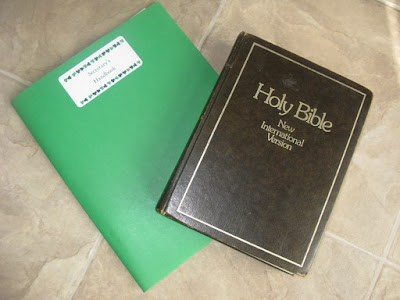 Secretary's
Handbook
Holy Bible
New
International
Version